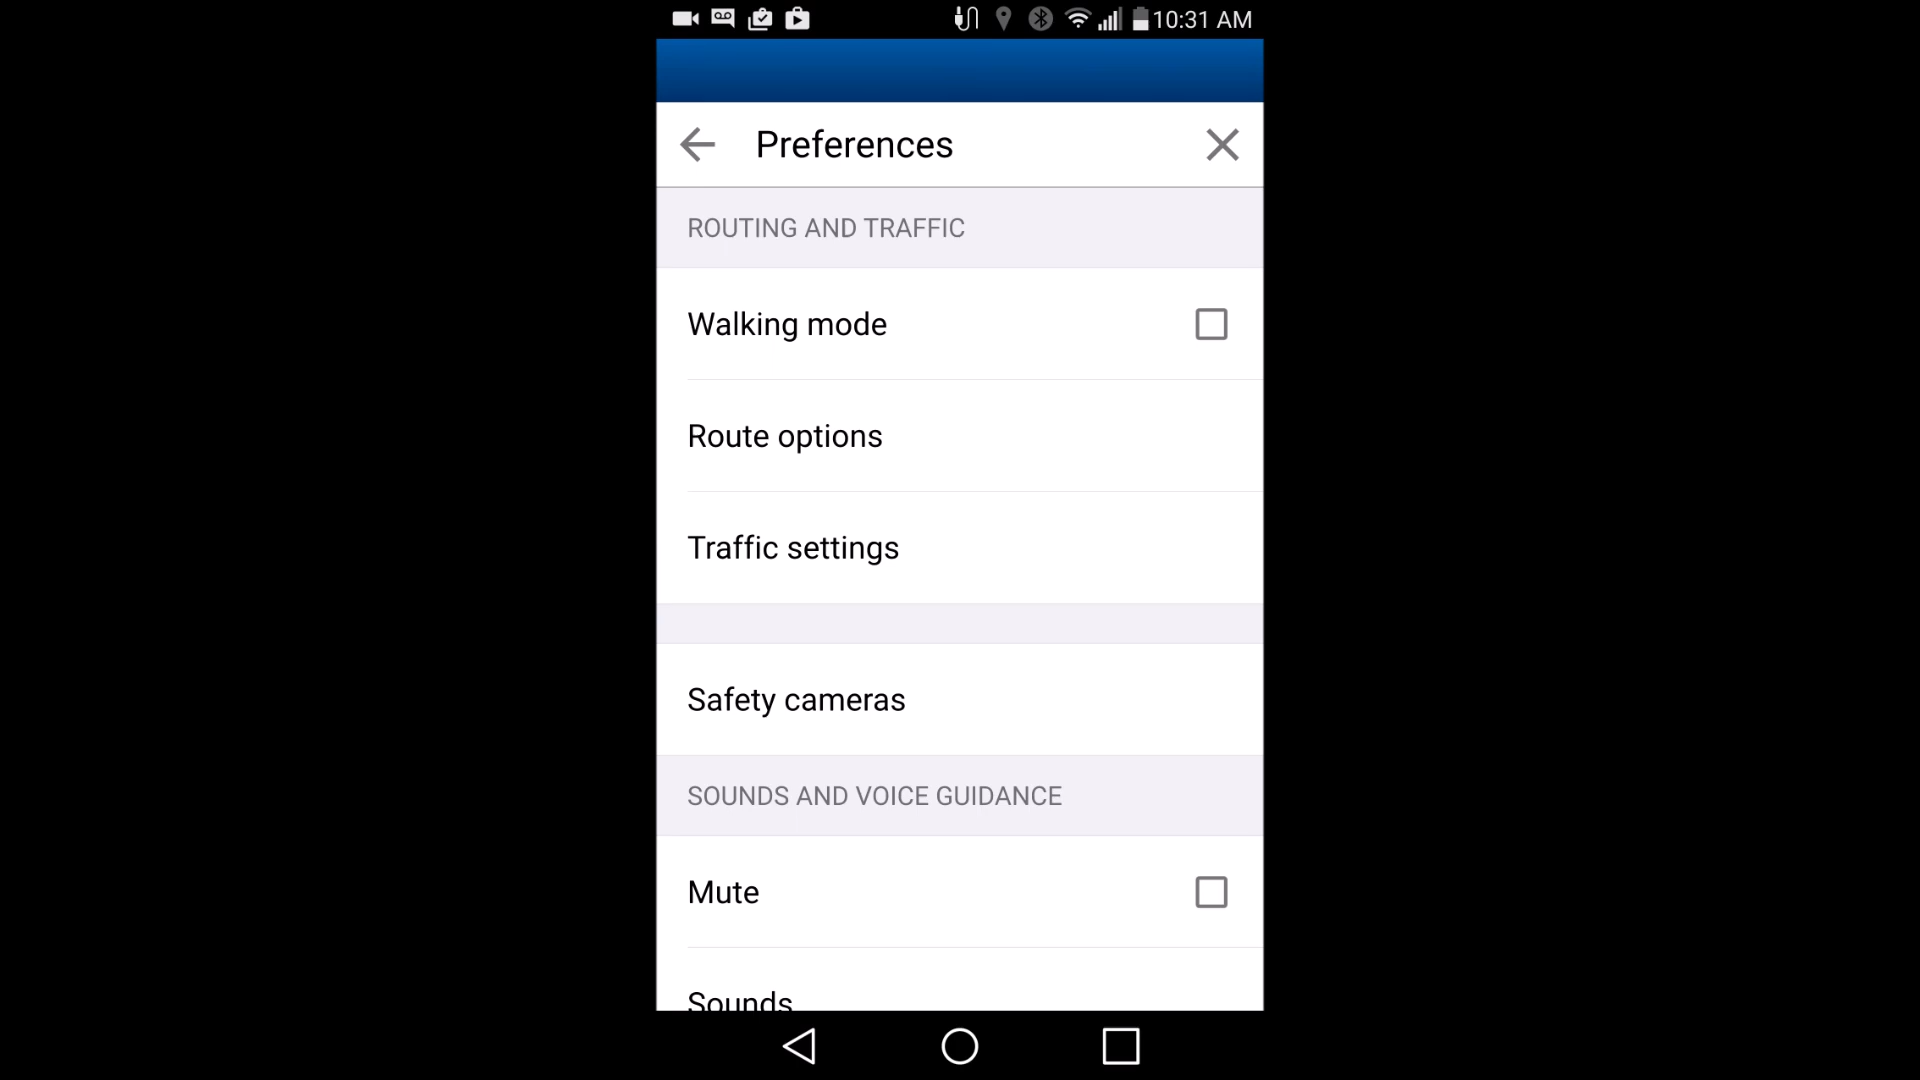 10:31 AM
Preferences
ROUTING AND TRAFFIC
Walking mode
Route options
Traffic settings
Safety cameras
SOUNDS AND VOICE GUIDANCE
Mute
Sounds